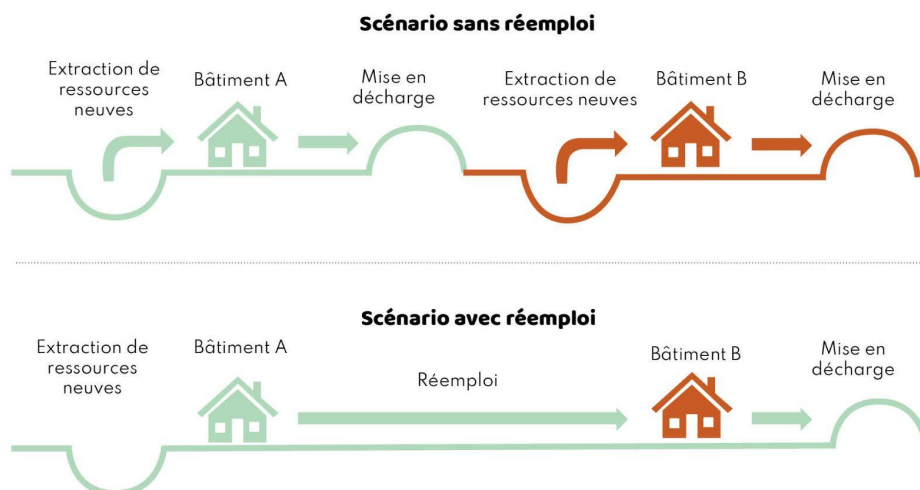 Scénario sans réemploi
Extraction de
ressources
neuves
Bâtiment A
Mise en
décharge
Extraction de
ressources neuves
Bâtiment B
Mise en
décharge
Scénario avec réemploi
Extraction de
ressources
neuves
Bâtiment A
Réemploi
Bâtiment B
Mise en
décharge